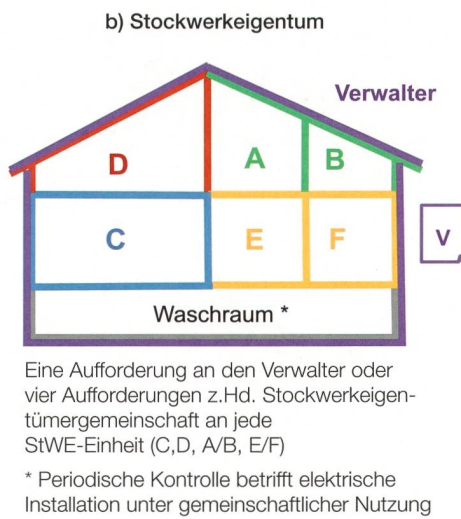 b) Stockwerkeigentum
Verwalter
D
A
B
C
E
F
V
Waschraum *
Eine Aufforderung an den Verwalter oder
vier Aufforderungen z.Hd. Stockwerkeigen-
tümergemeinschaft an jede
StWE-Einheit (C,D, A/B, E/F)
* Periodische Kontrolle betrifft elektrische
Installation unter gemeinschaftlicher Nutzung